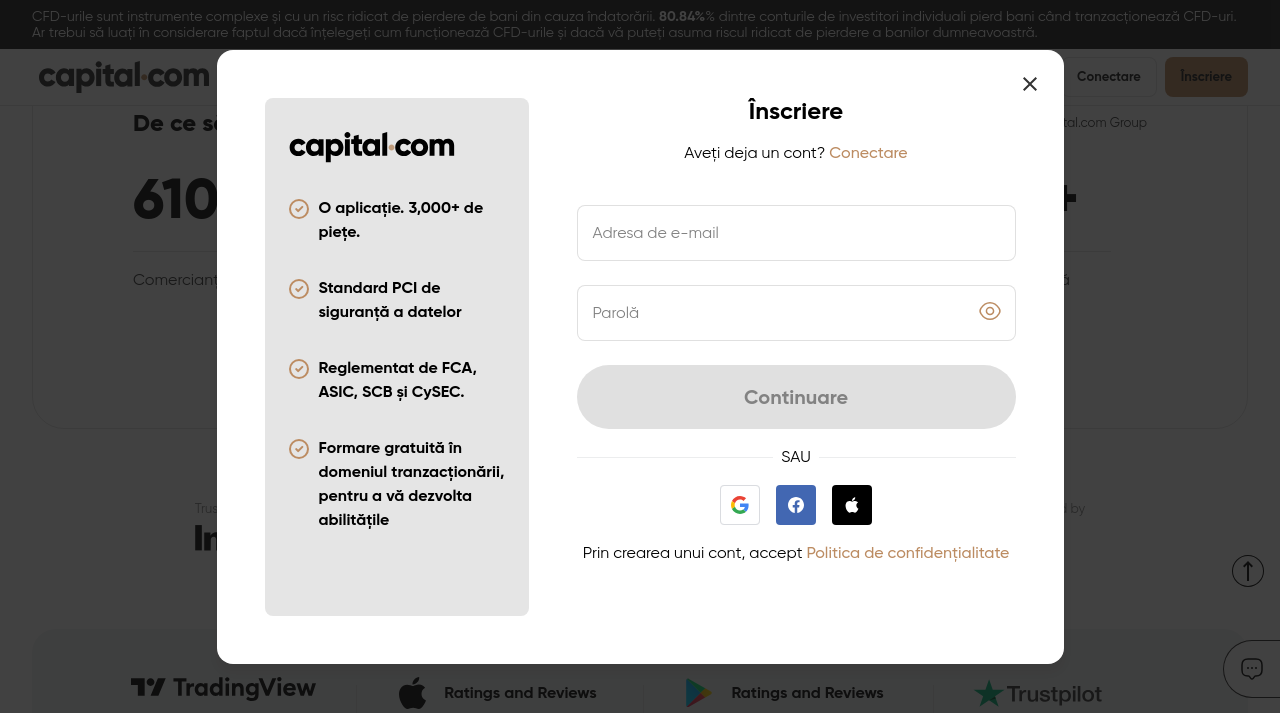 CFD-urile sunt instrumente complexe și cu un risc ridicat de pierdere de bani din cauza îndatorării. 80.84%% dintre conturile de investitori individuali pierd bani când tranzacționează CFD-uri.
Ar trebui să luați în considerare faptul dacă înțelegeți cum funcționează CFD-urile și dacă vă puteți asuma riscul ridicat de pierdere a banilor dumneavoastră.
capital.com
Conectare
Înscriere
De ce să
tal.com Group
610
+
Comerciant
Înscriere
Aveți deja un cont? Conectare
capital.com
O aplicație. 3,000+ de
piețe.
Standard PCI de
siguranță a datelor
Reglementat de FCA,
ASIC, SCB și CySEC.
Formare gratuită în
domeniul tranzacționării,
pentru a vă dezvolta
abilitățile
Adresa de e-mail
Parolă
Continuare
SAU
Prin crearea unui cont, accept Politica de confidențialitate
Trus
d by
In
TradingView
Ratings and Reviews
Ratings and Reviews
Trustpilot